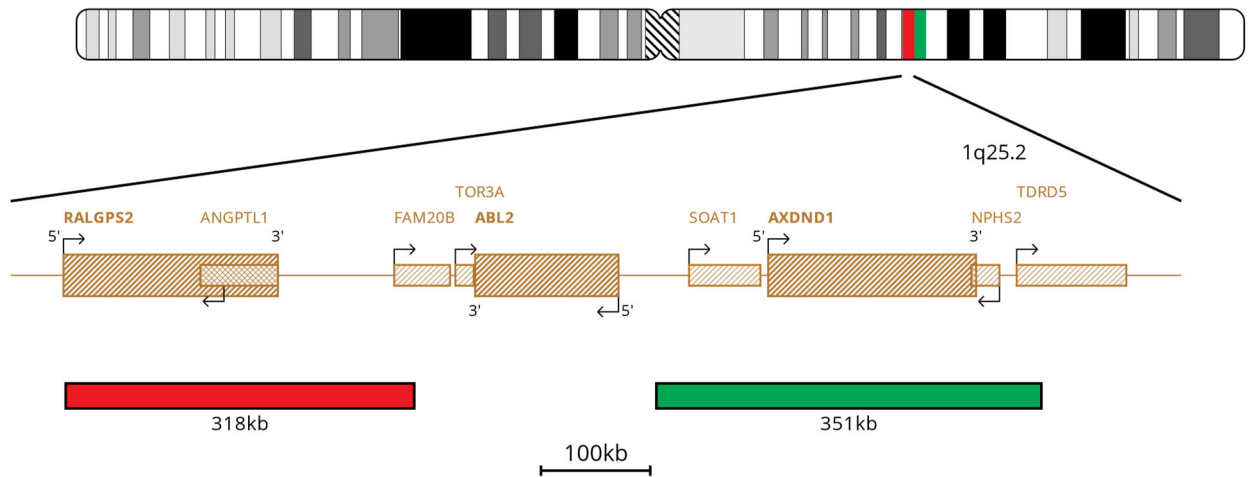 1q25.2
TOR3A
TDRD5
RALGPS2
ANGPTL1
FAM20B
ABL2
SOAT1
AXDND1
NPHS2
5'
3'
5'
3'
3'
5'
318kb
351kb
100kb